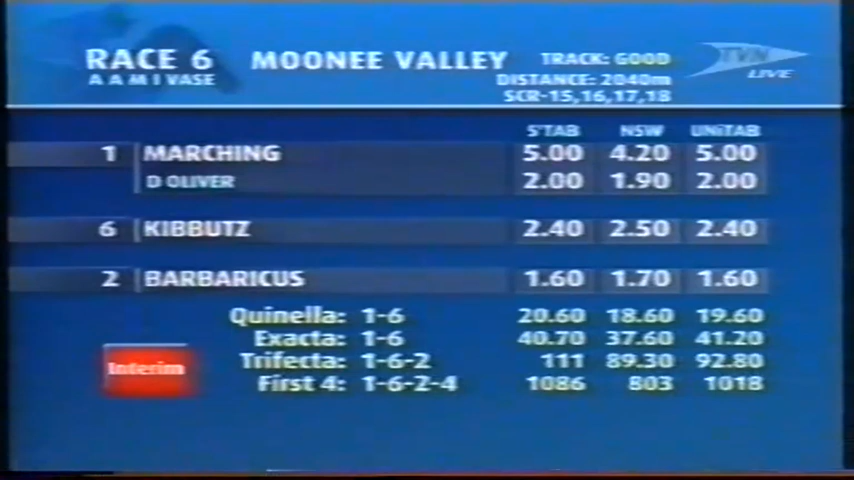 RACE 6 MOONEE VALLEY TRACK: GOOD
AAMI VASE DISTANCE: 2040m
SCR-15,16,17,18
TVN
LIVE
S'TAB NSW UNiTAB
1 MARCHING 5.00 4.20 5.00
D OLIVER 2.00 1.90 2.00
6 KIBBUTZ 2.40 2.50 2.40
2 BARBARICUS 1.60 1.70 1.60
Quinella: 1-6 20.60 18.60 19.60
Exacta: 1-6 40.70 37.60 41.20
Interim
Trifecta: 1-6-2 111 89.30 92.80
First 4: 1-6-2-4 1086 803 1018